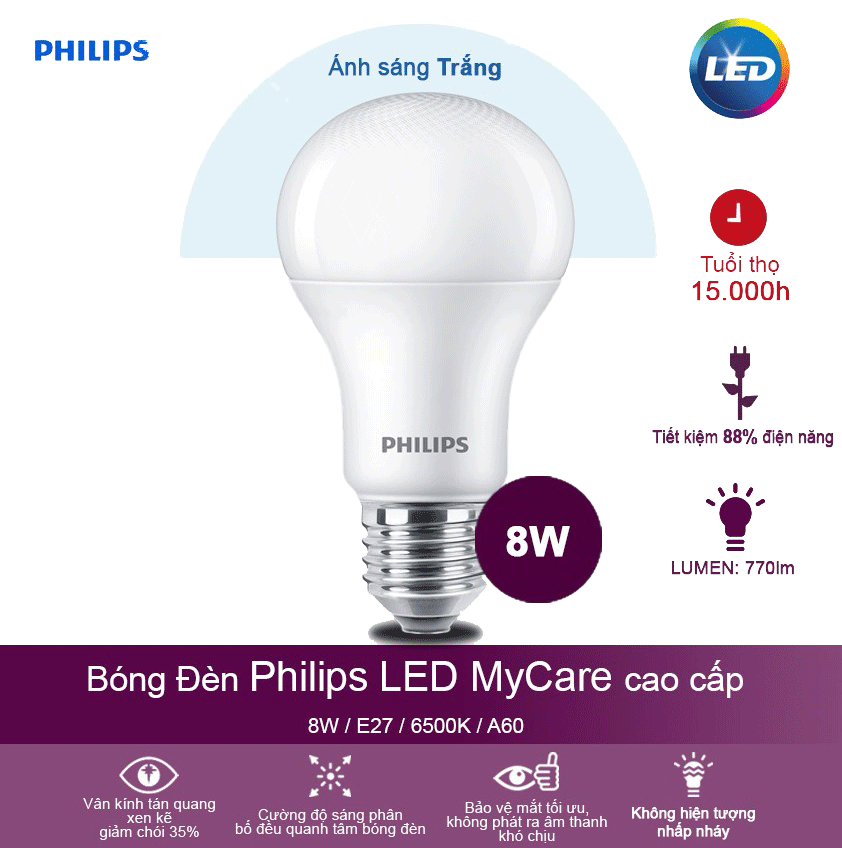 PHILIPS
Ánh sáng Trắng
LED
Tuổi thọ
15.000h
Tiết kiệm 88% điện năng
PHILIPS
8W
LUMEN: 770lm
Bóng Đèn Philips LED MyCare cao cấp
8W / E27 / 6500K / A60
Vân kính tán quang
xen kẽ
giảm chói 35%
Cường độ sáng phân
bố đều quanh tâm bóng đèn
Bảo vệ mắt tối ưu,
không phát ra âm thanh
khó chịu
Không hiện tượng
nhấp nháy